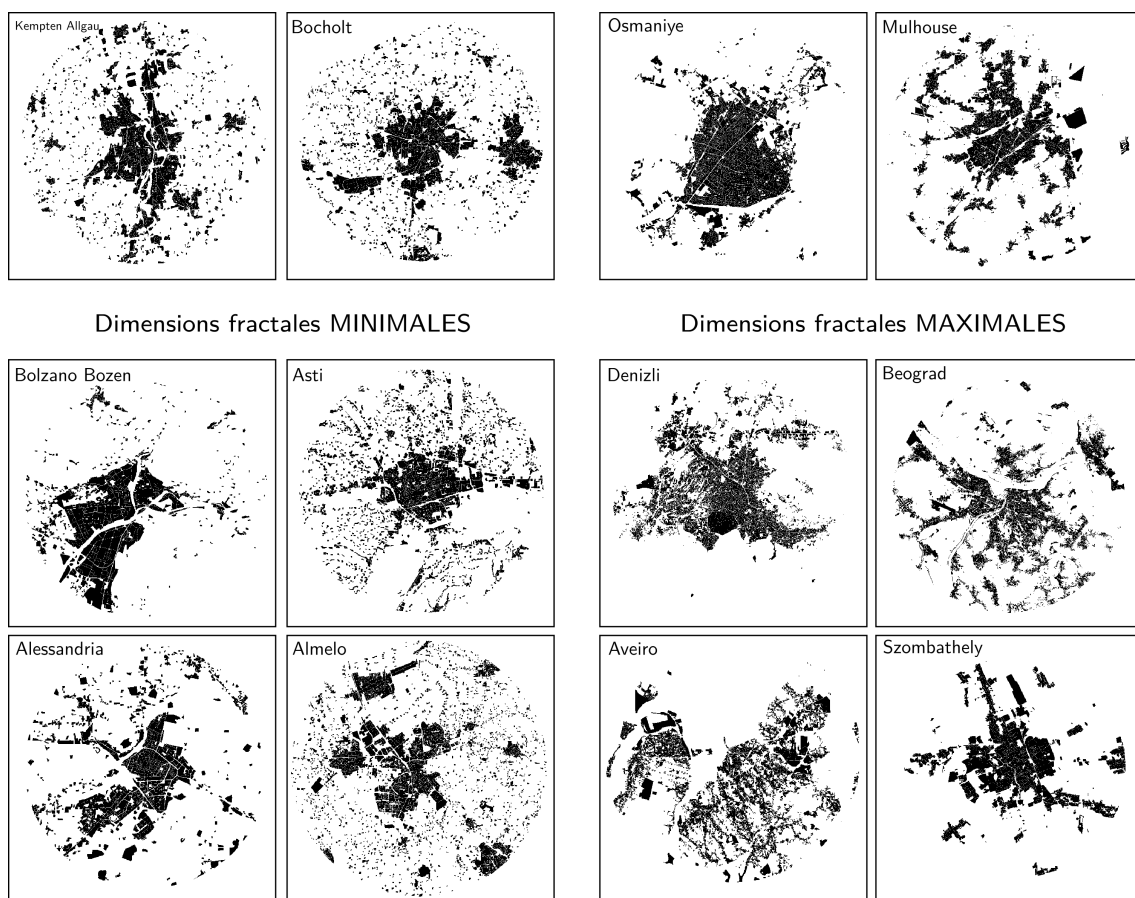 Kempten Allgau
Bocholt
Osmaniye
Mulhouse
Dimensions fractales MINIMALES
Dimensions fractales MAXIMALES
Bolzano Bozen
Asti
Denizli
Beograd
Alessandria
Almelo
Aveiro
Szombathely